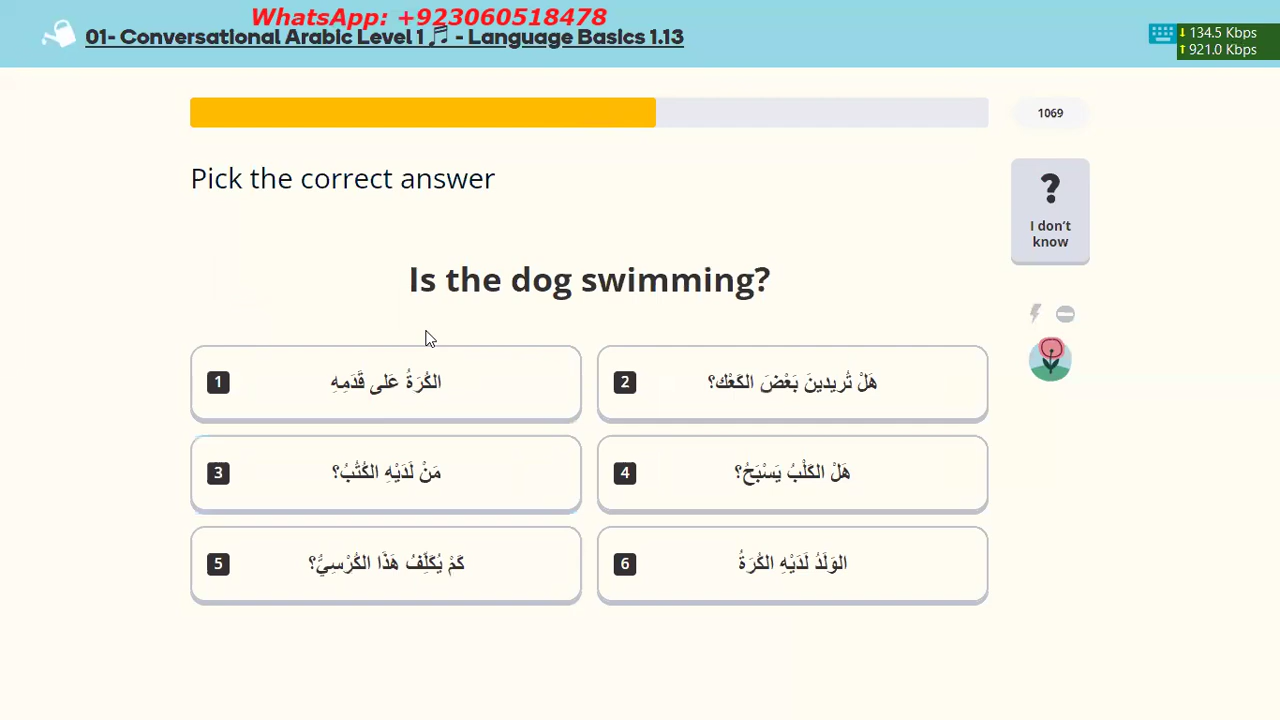 WhatsApp: +923060518478
01- Conversational Arabic Level 1 🎵 - Language Basics 1.13
134.5 Kbps
921.0 Kbps
1069
Pick the correct answer
?
I don't
know
Is the dog swimming?
1 الكُرَةُ عَلى قَدَمِهِ
2 هَلْ تُريدينَ بَعْضَ الكَعْك؟
3 مَنْ لَدَيْهِ الكُتُبُ؟
4 هَلْ الكَلْبُ يَسْبَحُ؟
5 كَمْ يُكَلِّفُ هَذَا الكُرْسِيُّ؟
6 الوَلَدُ لَدَيْهِ الكُرَةُ